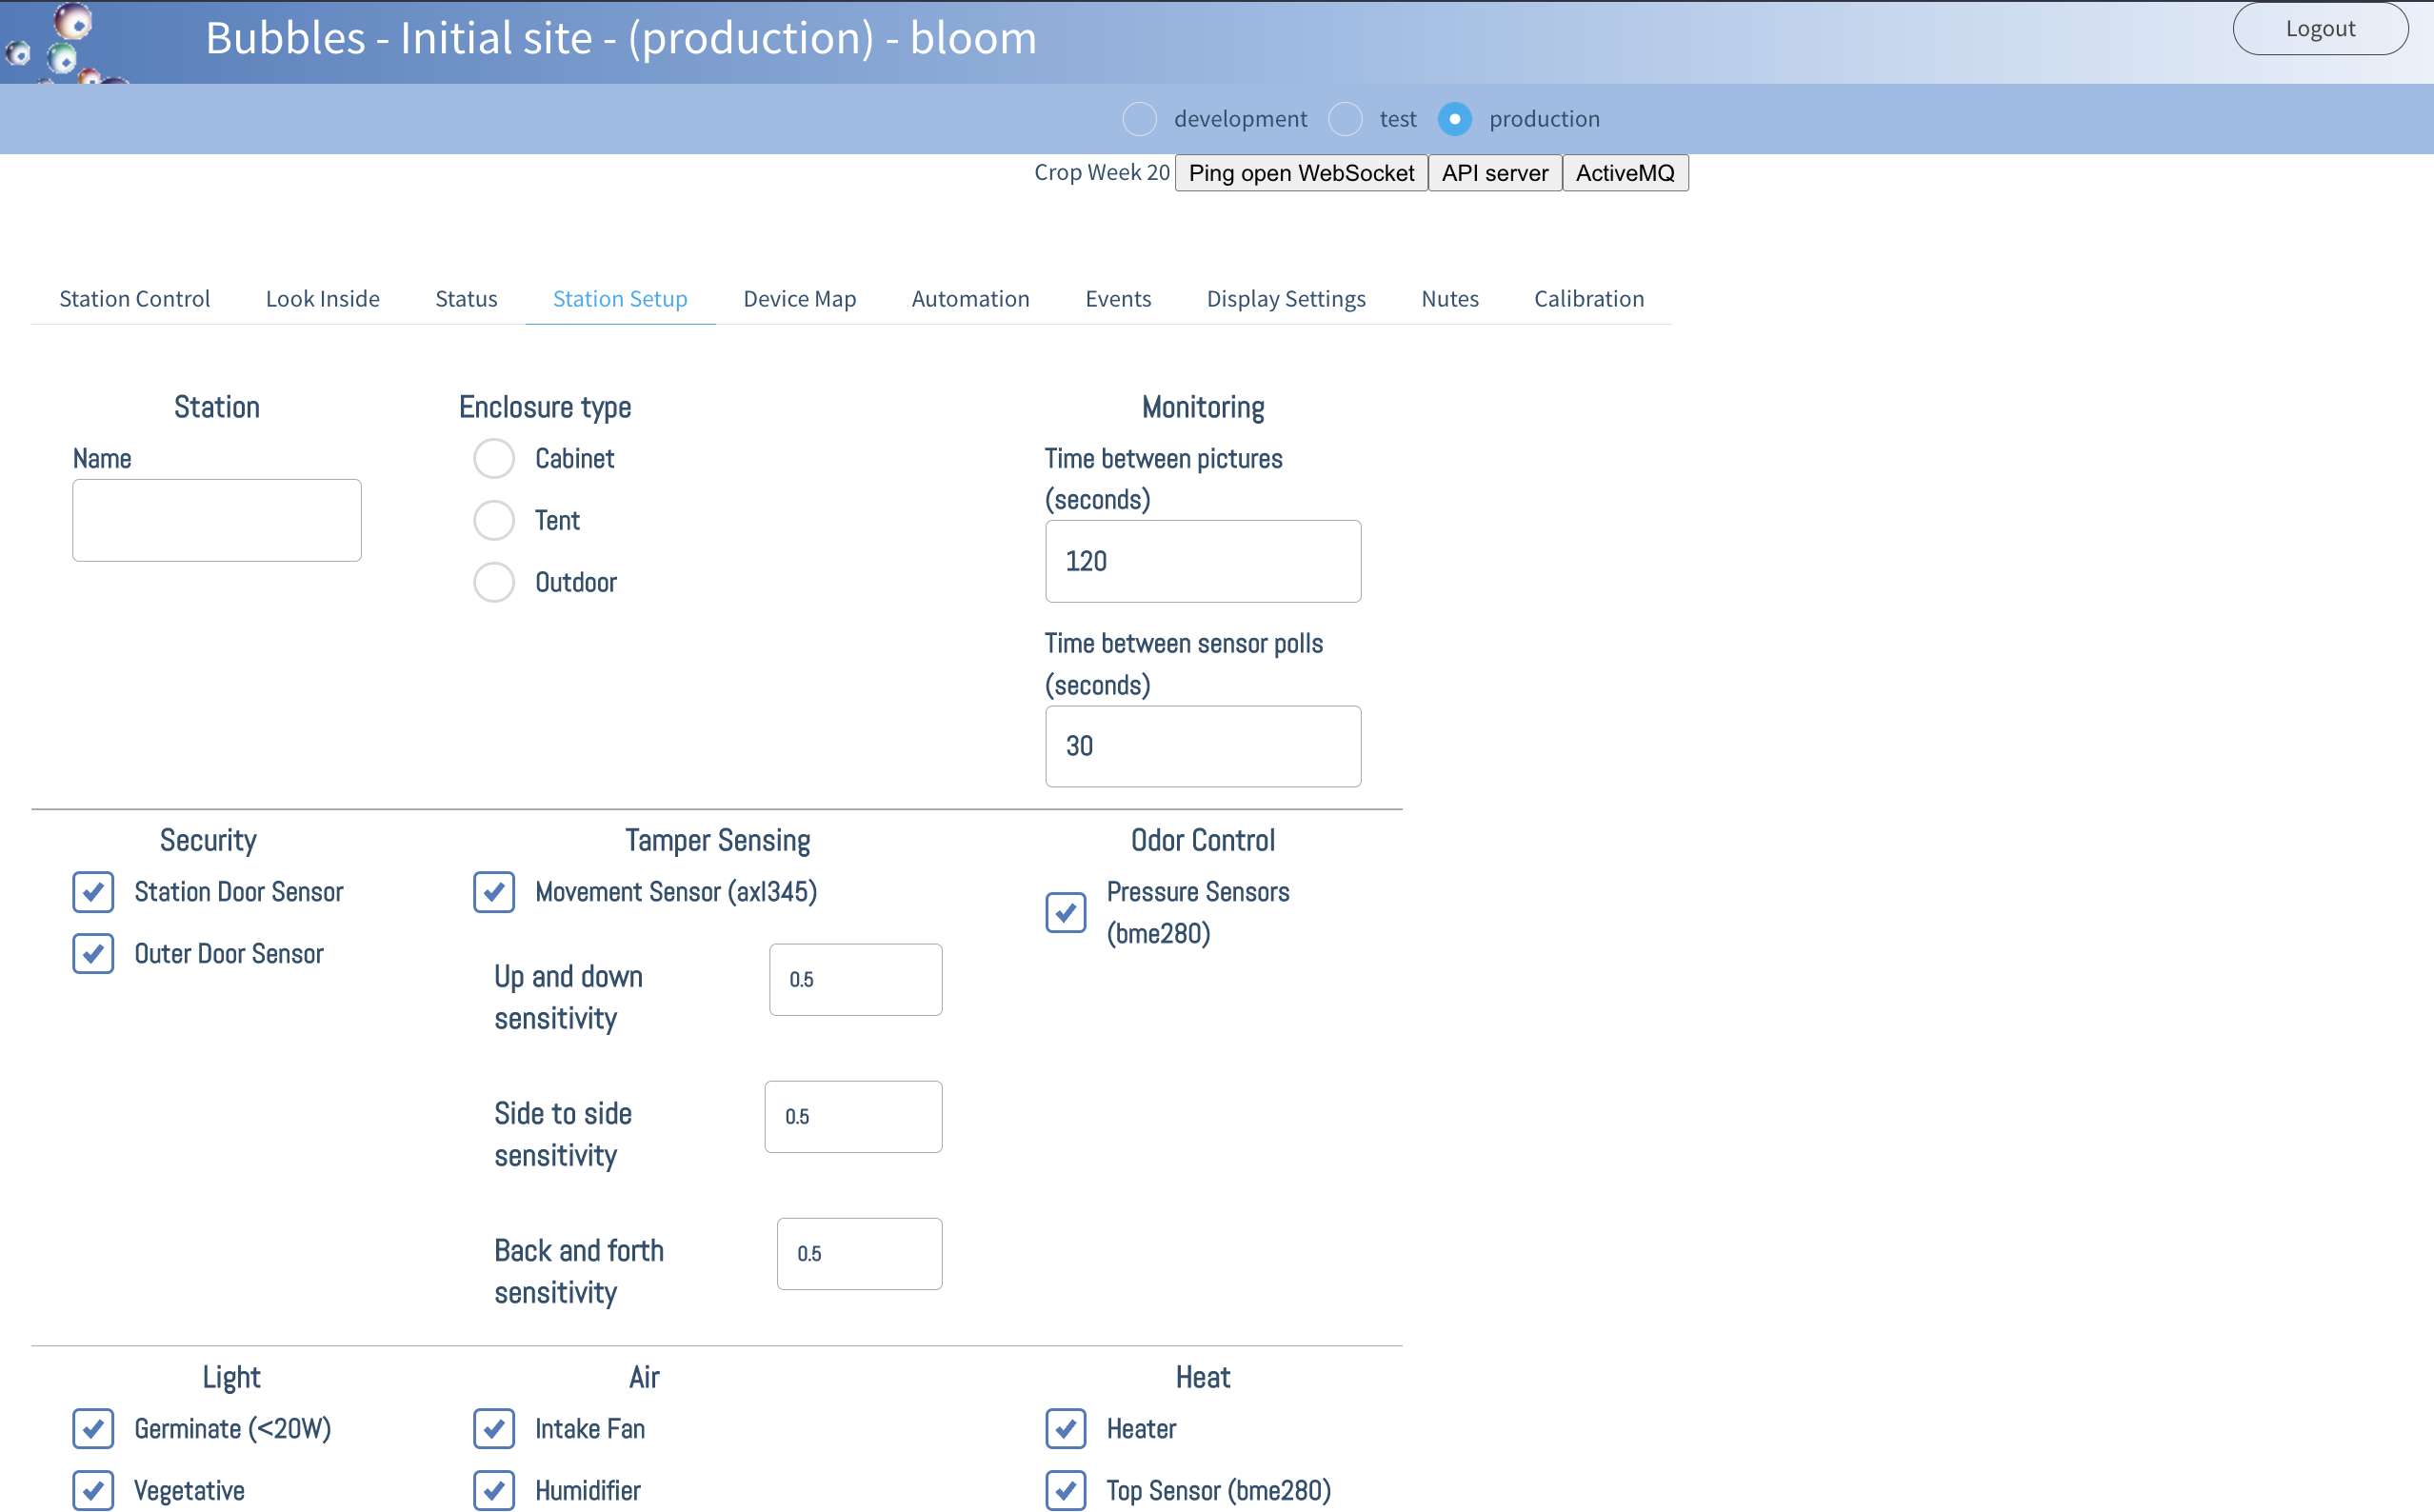 Bubbles - Initial site - (production) - bloom
Logout
development test production
Crop Week 20 Ping open WebSocket API server ActiveMQ
Station Control Look Inside Status Station Setup Device Map Automation Events Display Settings Nutes Calibration
Station
Name
Enclosure type
Cabinet
Tent
Outdoor
Monitoring
Time between pictures
(seconds)
120
Time between sensor polls
(seconds)
30
Security
Station Door Sensor
Outer Door Sensor
Tamper Sensing
Movement Sensor (axl345)
Up and down
sensitivity
0.5
Side to side
sensitivity
0.5
Back and forth
sensitivity
0.5
Odor Control
Pressure Sensors
(bme280)
Light
Germinate (<20W)
Vegetative
Air
Intake Fan
Humidifier
Heat
Heater
Top Sensor (bme280)